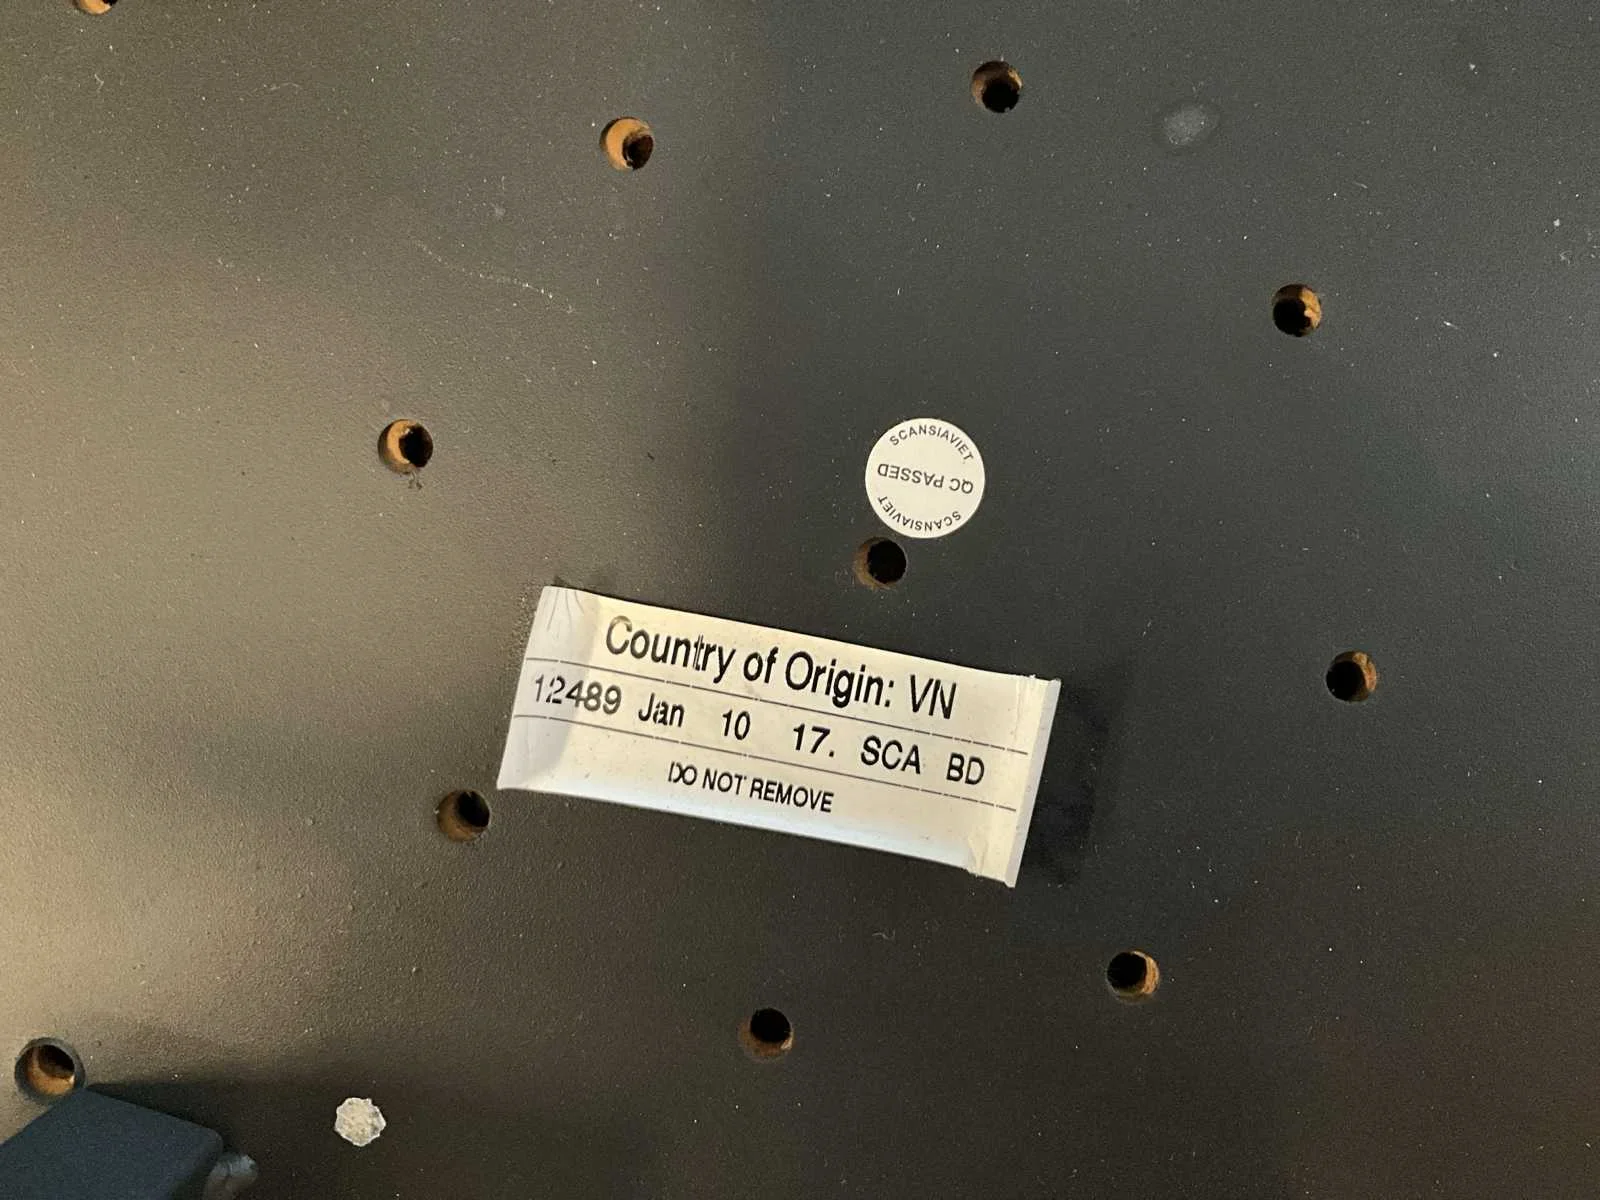 SCANSIAVIET
QC PASSED
SCANSIAVIET
Country of Origin: VN
12489 Jan 10 17. SCA BD
DO NOT REMOVE